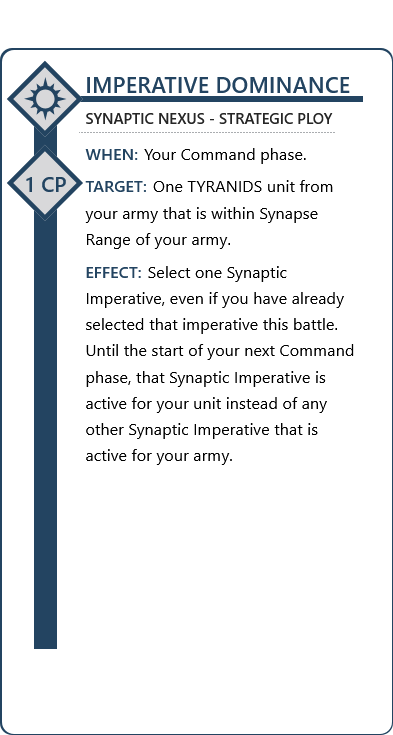 IMPERATIVE DOMINANCE
SYNAPTIC NEXUS - STRATEGIC PLOY
WHEN: Your Command phase.
1 CP
TARGET: One TYRANIDS unit from
your army that is within Synapse
Range of your army.
EFFECT: Select one Synaptic
Imperative, even if you have already
selected that imperative this battle.
Until the start of your next Command
phase, that Synaptic Imperative is
active for your unit instead of any
other Synaptic Imperative that is
active for your army.